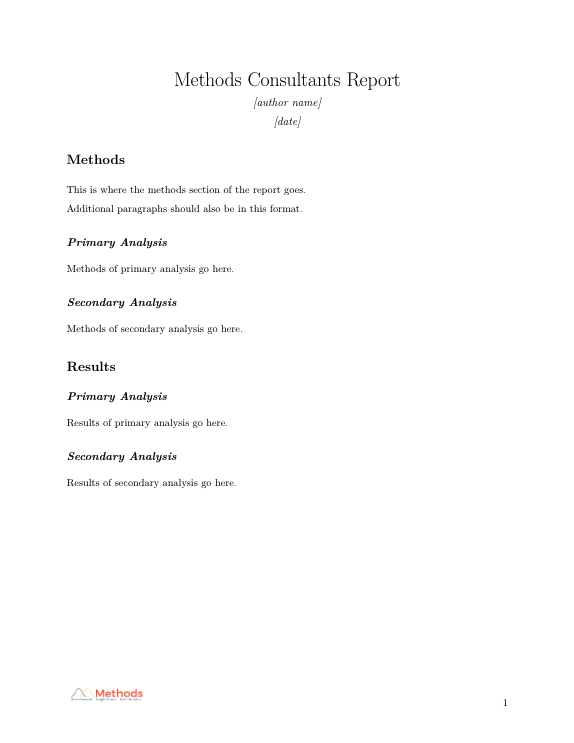 Methods Consultants Report
[author name]
[date]
Methods
This is where the methods section of the report goes.
Additional paragraphs should also be in this format.
Primary Analysis
Methods of primary analysis go here.
Secondary Analysis
Methods of secondary analysis go here.
Results
Primary Analysis
Results of primary analysis go here.
Secondary Analysis
Results of secondary analysis go here.
Methods
1